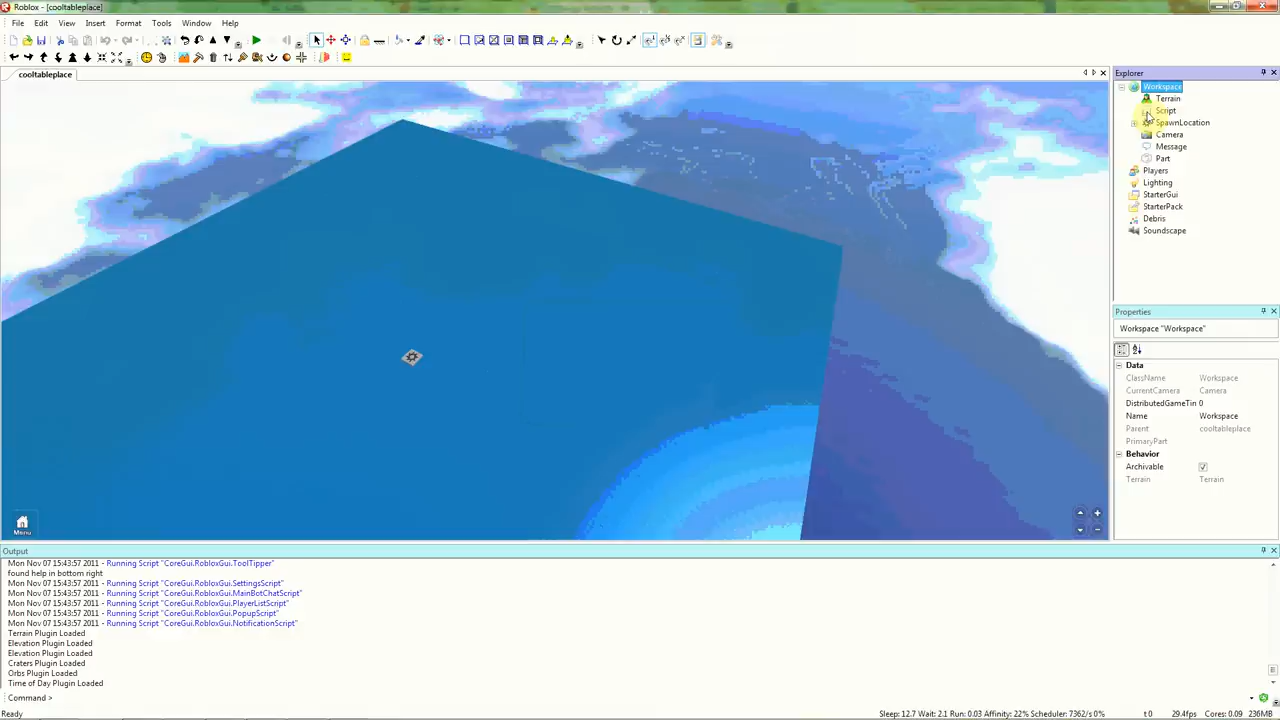 Roblox - [cooltableplace]
File Edit View Insert Format Tools Window Help
cooltableplace
Explorer
Workspace
Terrain
Script
SpawnLocation
Camera
Message
Part
Players
Lighting
StarterGui
StarterPack
Debris
Soundscape
Properties
Workspace "Workspace"
Data
ClassName Workspace
CurrentCamera Camera
DistributedGameTin 0
Name Workspace
Parent cooltableplace
PrimaryPart
Behavior
Archivable
Terrain Terrain
Menu
Output
Mon Nov 07 15:43:57 2011 - Running Script "CoreGui.RobloxGui.ToolTipper"
found help in bottom right
Mon Nov 07 15:43:57 2011 - Running Script "CoreGui.RobloxGui.SettingsScript"
Mon Nov 07 15:43:57 2011 - Running Script "CoreGui.RobloxGui.MainBotChatScript"
Mon Nov 07 15:43:57 2011 - Running Script "CoreGui.RobloxGui.PlayerListScript"
Mon Nov 07 15:43:57 2011 - Running Script "CoreGui.RobloxGui.PopupScript"
Mon Nov 07 15:43:57 2011 - Running Script "CoreGui.RobloxGui.NotificationScript"
Terrain Plugin Loaded
Elevation Plugin Loaded
Elevation Plugin Loaded
Craters Plugin Loaded
Orbs Plugin Loaded
Time of Day Plugin Loaded
Command >
Ready Sleep: 12.7 Wait: 2.1 Run: 0.03 Affinity: 22% Scheduler: 7362/s 0% t 0 29.4fps Cores: 0.09 236MB